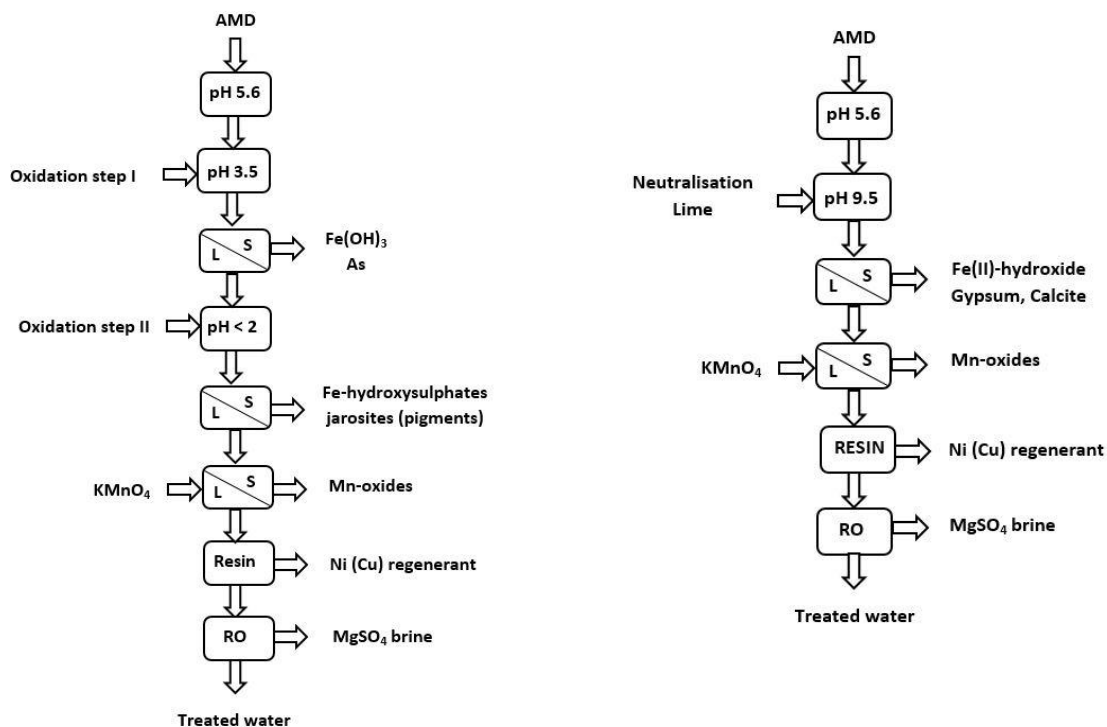 AMD
pH 5.6
Oxidation step I
pH 3.5
L
S
Fe(OH)₃
As
Oxidation step II
pH < 2
L
S
Fe-hydroxysulphates
jarosites (pigments)
KMnO₄
L
S
Mn-oxides
Resin
Ni (Cu) regenerant
RO
MgSO₄ brine
Treated water
AMD
pH 5.6
Neutralisation
Lime
pH 9.5
L
S
Fe(II)-hydroxide
Gypsum, Calcite
KMnO₄
L
S
Mn-oxides
RESIN
Ni (Cu) regenerant
RO
MgSO₄ brine
Treated water